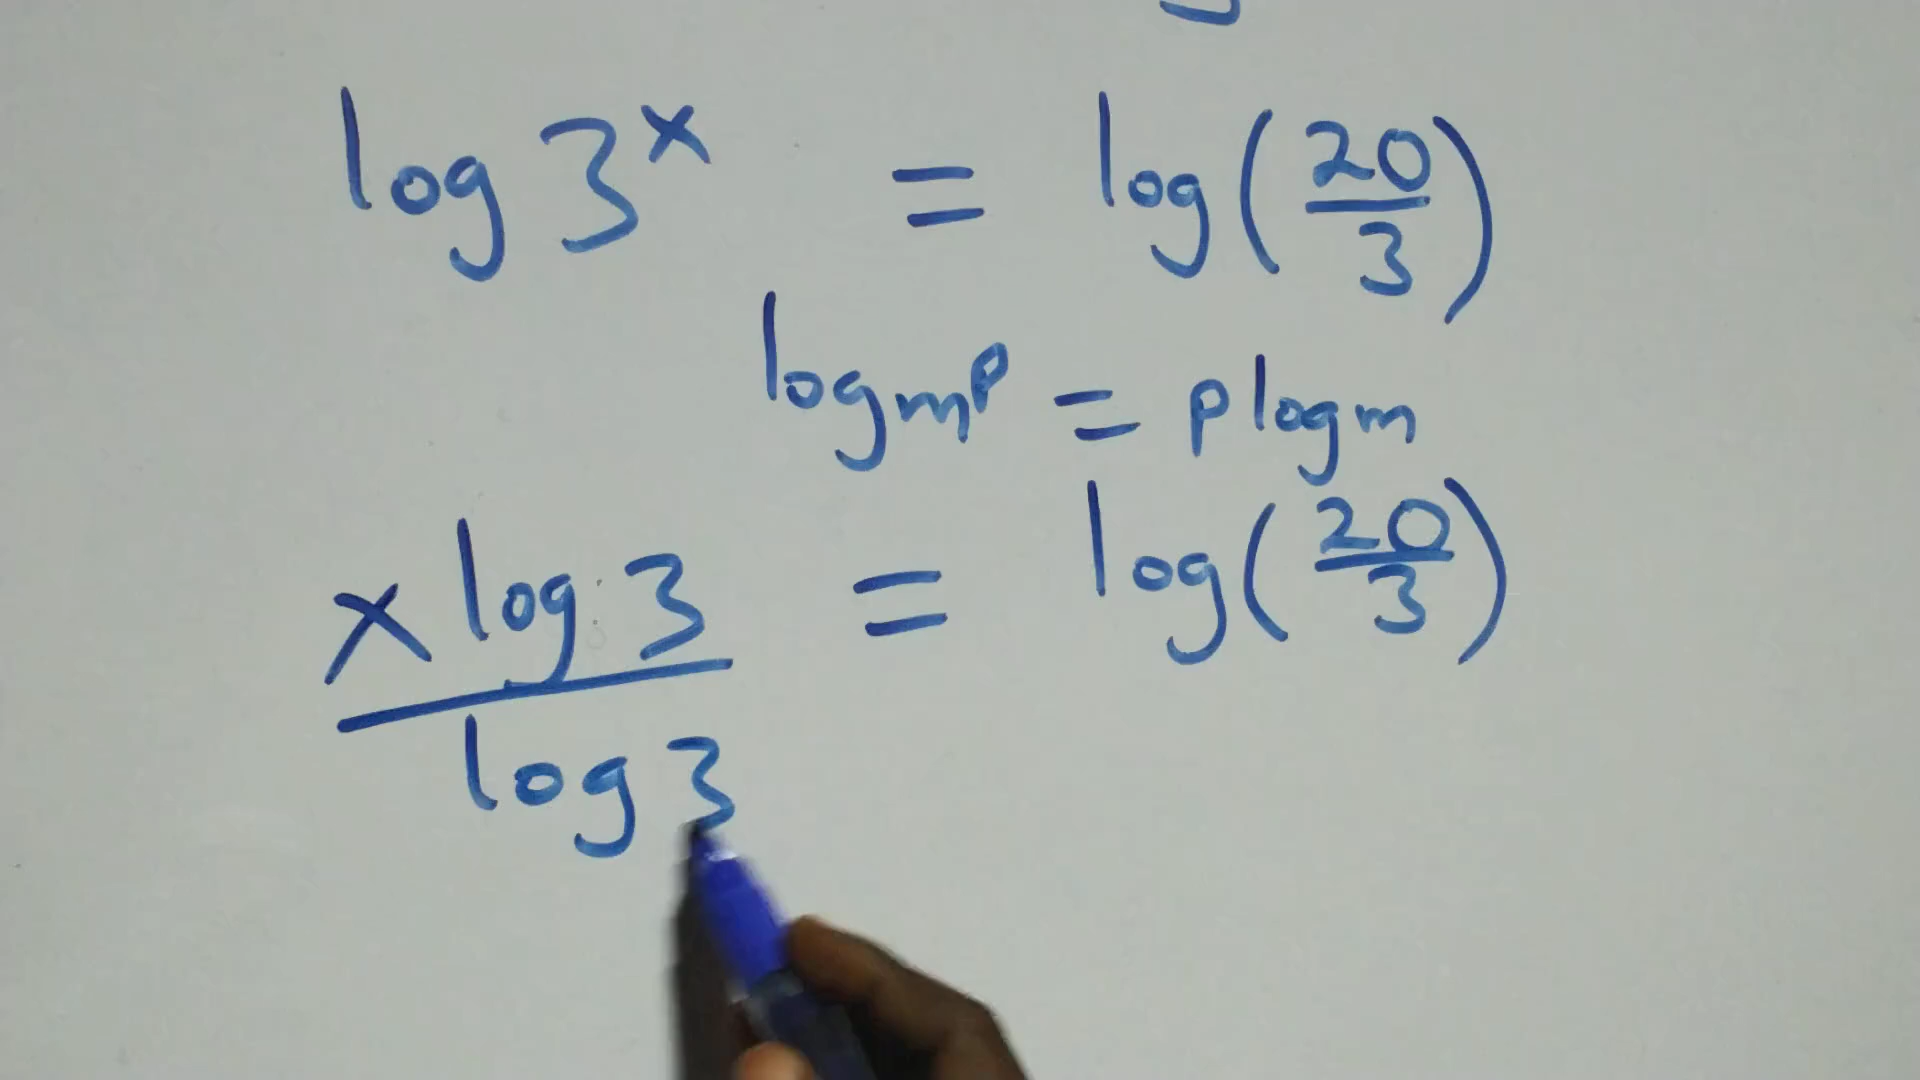 log 3^x = log(20/3)
log m^p = p log m
x log 3 / log 3 = log(20/3)